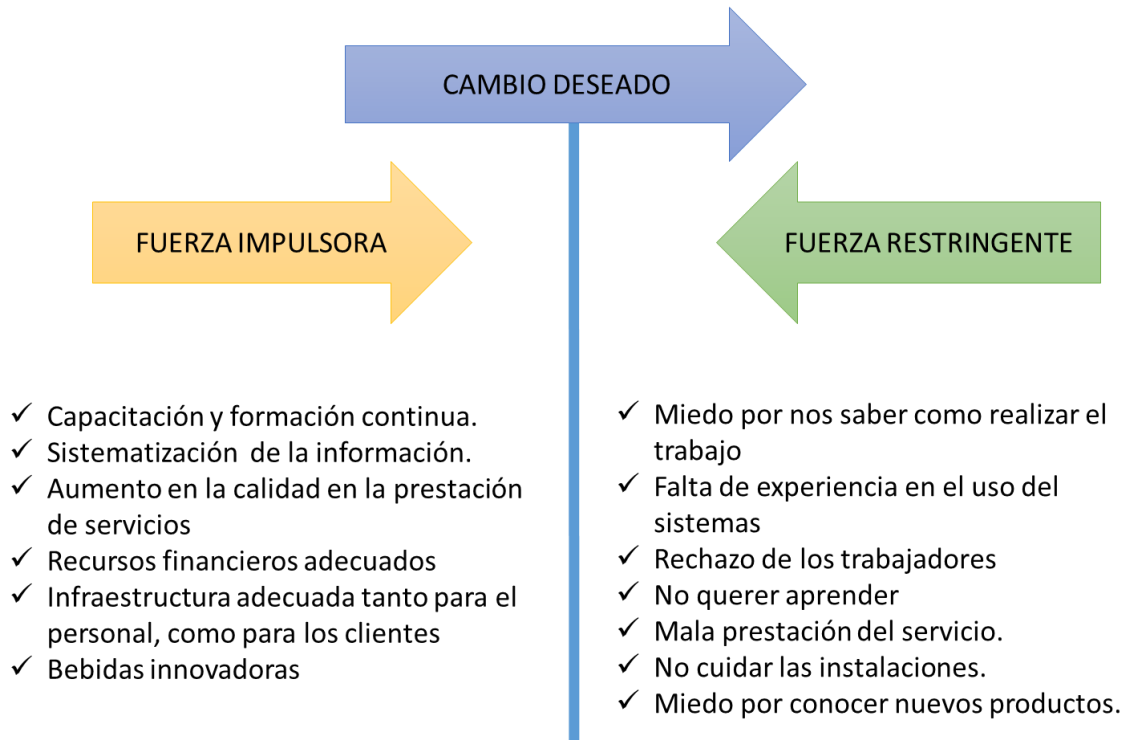 CAMBIO DESEADO
FUERZA IMPULSORA
FUERZA RESTRINGENTE
✓ Capacitación y formación continua.
✓ Sistematización de la información.
✓ Aumento en la calidad en la prestación
de servicios
✓ Recursos financieros adecuados
✓ Infraestructura adecuada tanto para el
personal, como para los clientes
✓ Bebidas innovadoras
✓ Miedo por nos saber como realizar el
trabajo
✓ Falta de experiencia en el uso del
sistemas
✓ Rechazo de los trabajadores
✓ No querer aprender
✓ Mala prestación del servicio.
✓ No cuidar las instalaciones.
✓ Miedo por conocer nuevos productos.